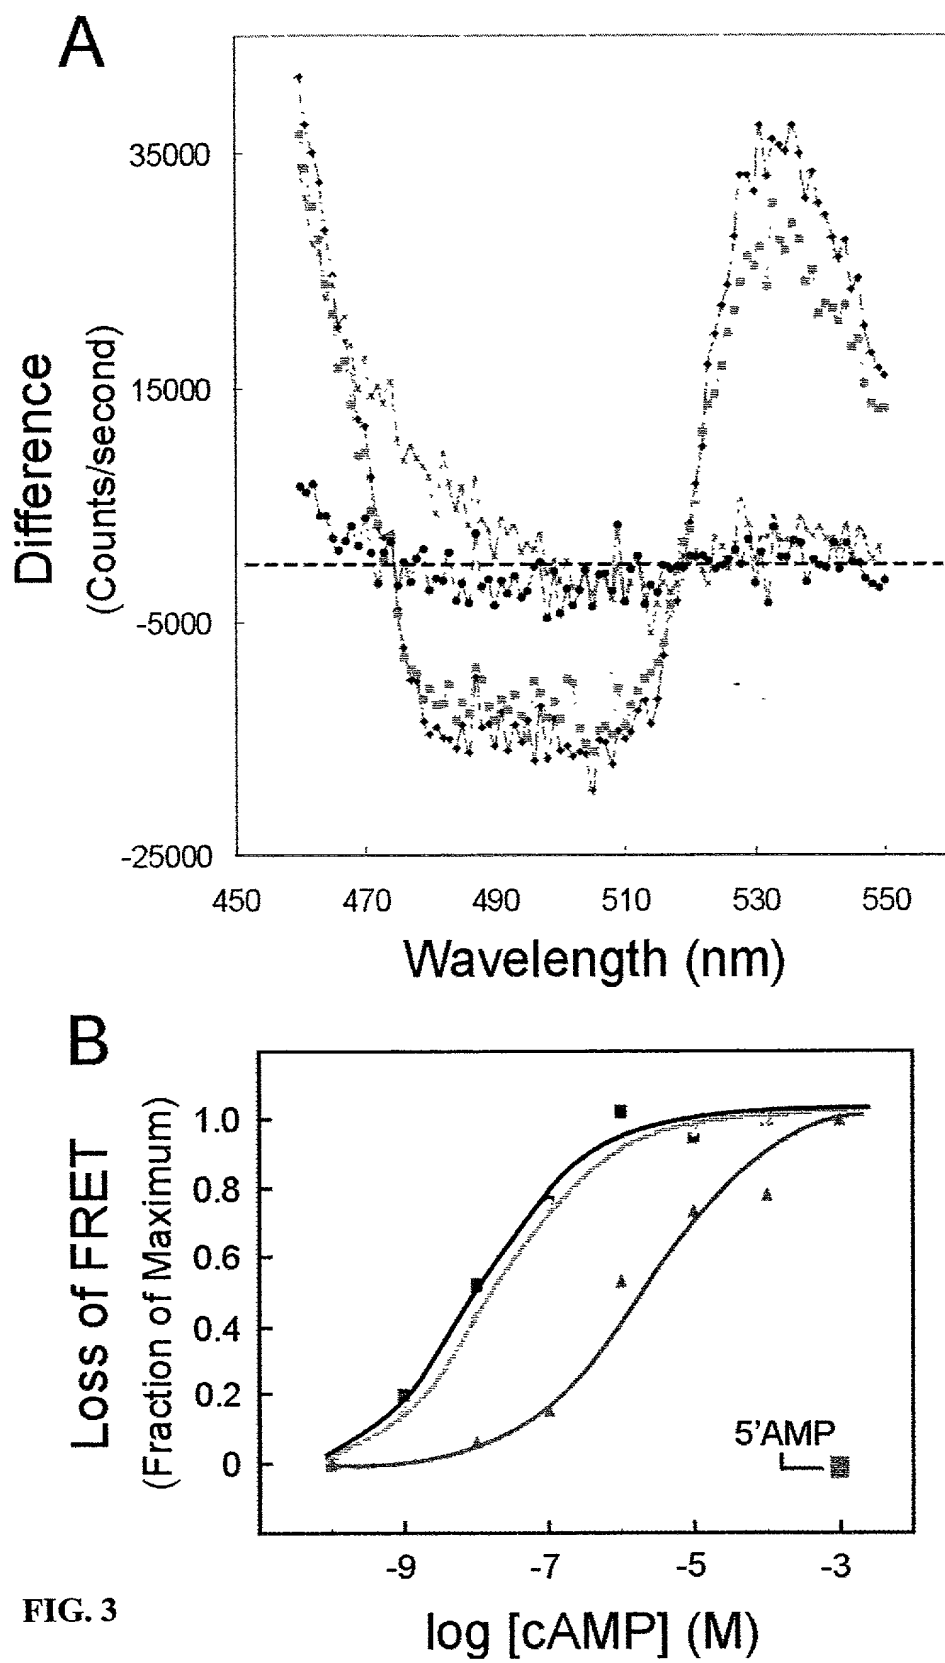 A
Difference
(Counts/second)
35000
15000
-5000
-25000
450 470 490 510 530 550
Wavelength (nm)
B
Loss of FRET
(Fraction of Maximum)
1.0
0.8
0.6
0.4
0.2
0
5'AMP
-9 -7 -5 -3
log [cAMP] (M)
FIG. 3